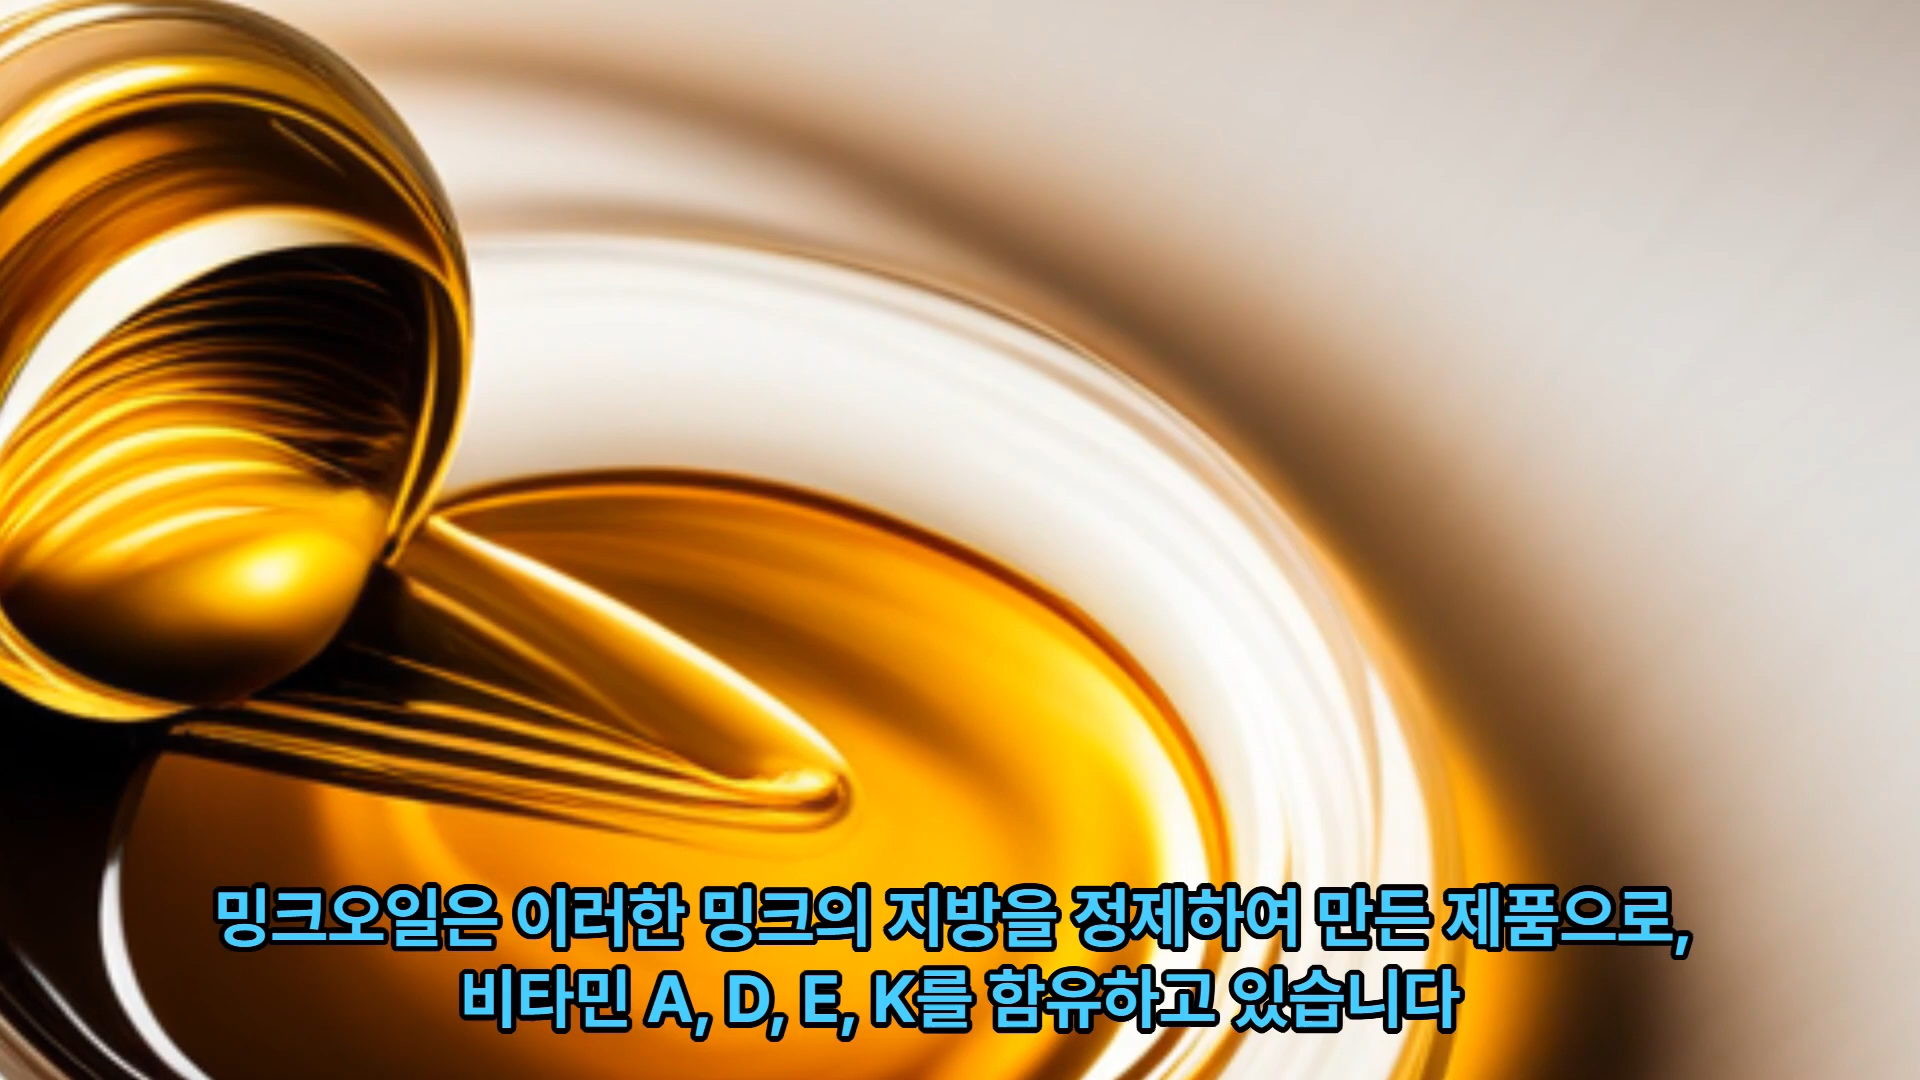 밍크오일은 이러한 밍크의 지방을 정제하여 만든 제품으로,
비타민 A, D, E, K를 함유하고 있습니다